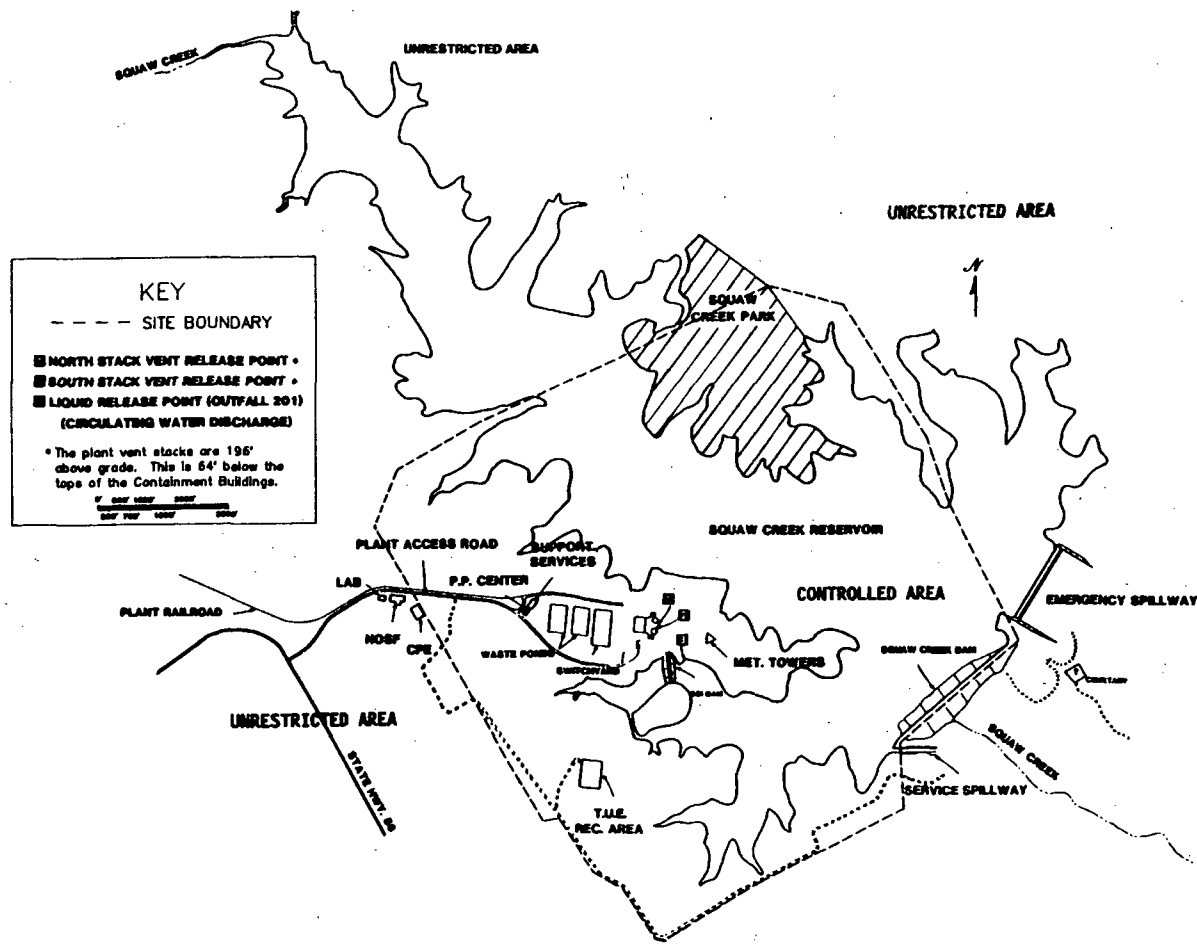 SQUAW CREEK
UNRESTRICTED AREA
UNRESTRICTED AREA
N
KEY
SITE BOUNDARY
NORTH STACK VENT RELEASE POINT *
SOUTH STACK VENT RELEASE POINT *
LIQUID RELEASE POINT (OUTFALL 201)
(CIRCULATING WATER DISCHARGE)
* The plant vent stacks are 196'
above grade. This is 64' below the
tops of the Containment Buildings.
SQUAW
CREEK PARK
SQUAW CREEK RESERVOIR
PLANT ACCESS ROAD
SUPPORT
SERVICES
LAB
P.P. CENTER
CONTROLLED AREA
EMERGENCY SPILLWAY
PLANT RAILROAD
NOSF
CPE
WASTE PONDS
SWITCHYARD
MET. TOWERS
SQUAW CREEK DAM
CEMETARY
UNRESTRICTED AREA
SQUAW CREEK
STATE HWY.
SERVICE SPILLWAY
T.U.E.
REC. AREA